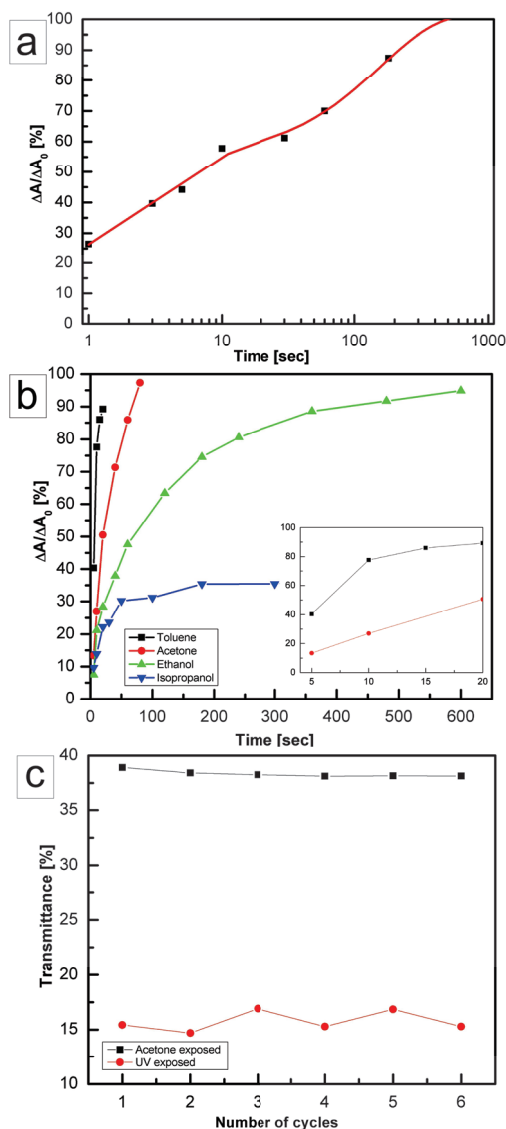 a
ΔA/ΔA₀ [%]
100
90
80
70
60
50
40
30
20
10
0
1 10 100 1000
Time [sec]
b
ΔA/ΔA₀ [%]
100
90
80
70
60
50
40
30
20
10
0
0 100 200 300 400 500 600
Time [sec]
Toluene
Acetone
Ethanol
Isopropanol
100
80
60
40
20
0
5 10 15 20
c
Transmittance [%]
40
35
30
25
20
15
10
1 2 3 4 5 6
Number of cycles
Acetone exposed
UV exposed